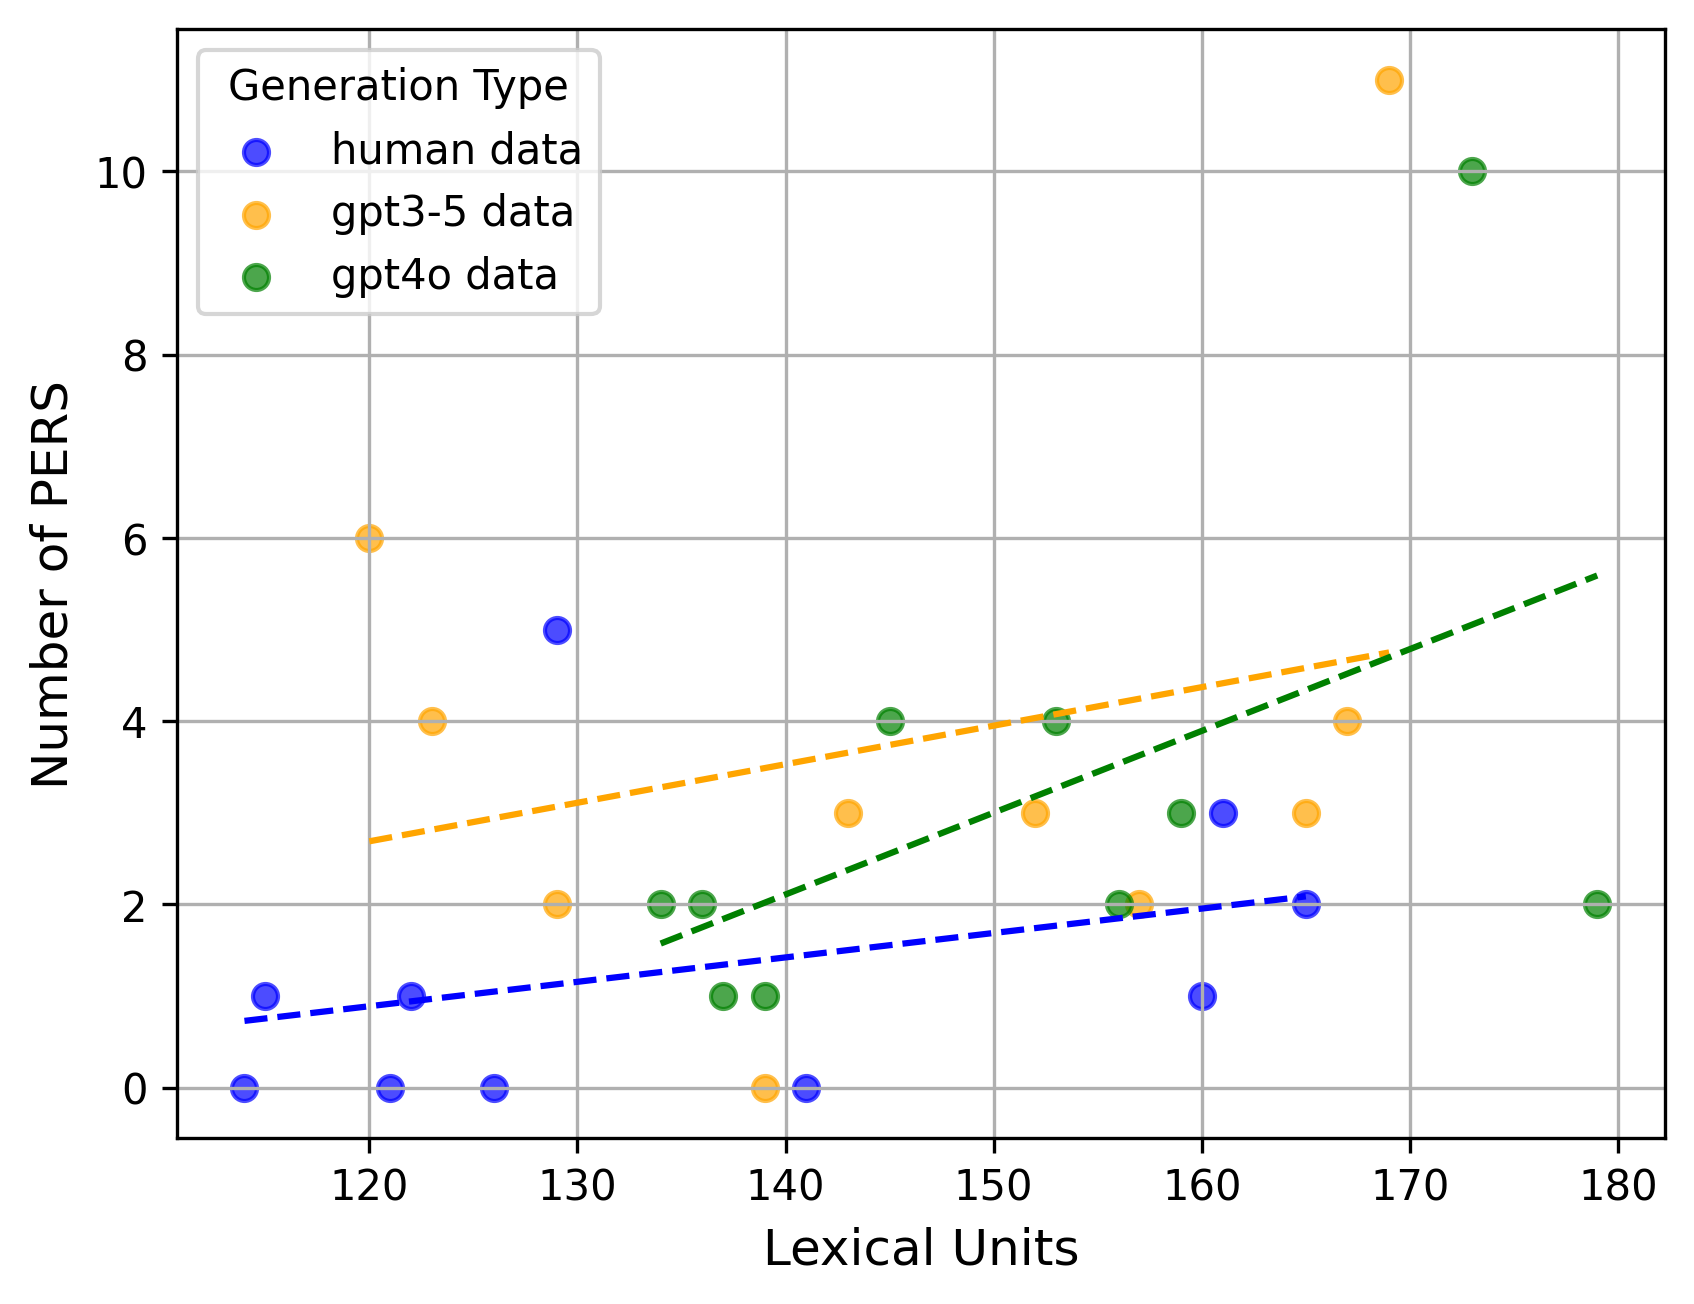 Generation Type
human data
gpt3-5 data
gpt4o data
Number of PERS
10
8
6
4
2
0
120 130 140 150 160 170 180
Lexical Units